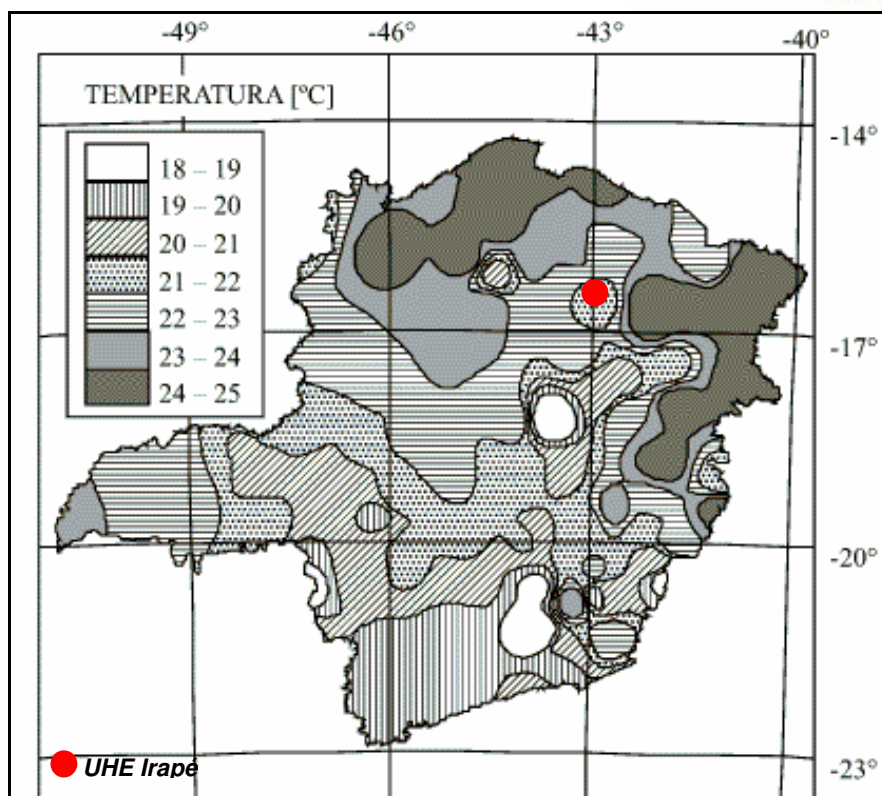 -49° -46° -43° -40°
TEMPERATURA [°C]
18 – 19
19 – 20
20 – 21
21 – 22
22 – 23
23 – 24
24 – 25
-14°
-17°
-20°
-23°
UHE Irapé